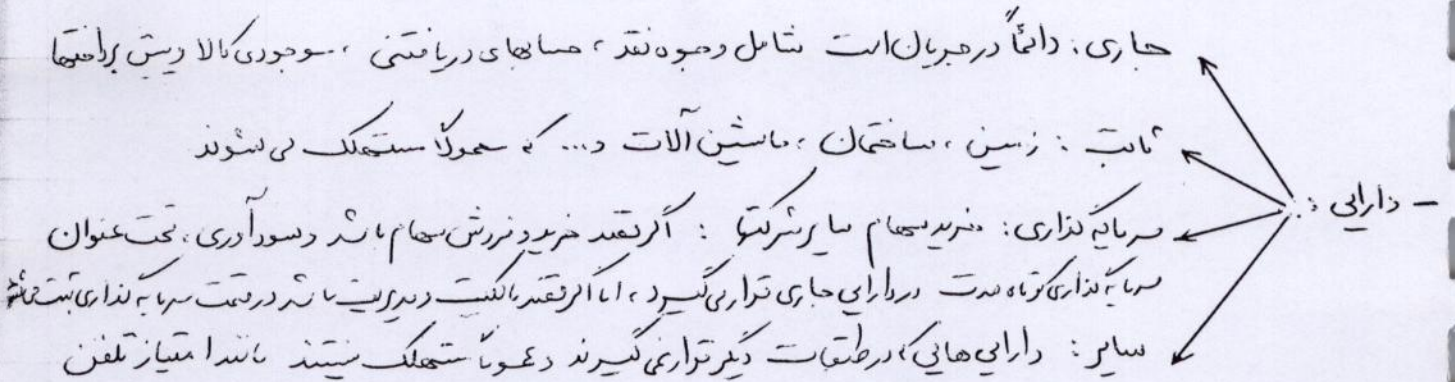 جاری: دائماً در جریان است شامل وجوه نقد، حسابهای دریافتنی، موجودی کالا و پیش پرداختها
ثابت: زمین، ساختمان، ماشین آلات و... که معمولاً مستهلک می شوند
- دارایی:
سرمایه گذاری: خرید سهام سایر شرکتها: اگر قصد خرید و فروش سهام باشد و سودآوری، تحت عنوان
سرمایه گذاری کوتاه مدت در دارایی جاری قرار می گیرد، اما اگر قصد مالکیت و مدیریت باشد در قسمت سرمایه گذاری ثبت می شود
سایر: دارایی هایی که در طبقات دیگر قرار نمی گیرند و عموماً مستهلک نیستند مانند امتیاز تلفن